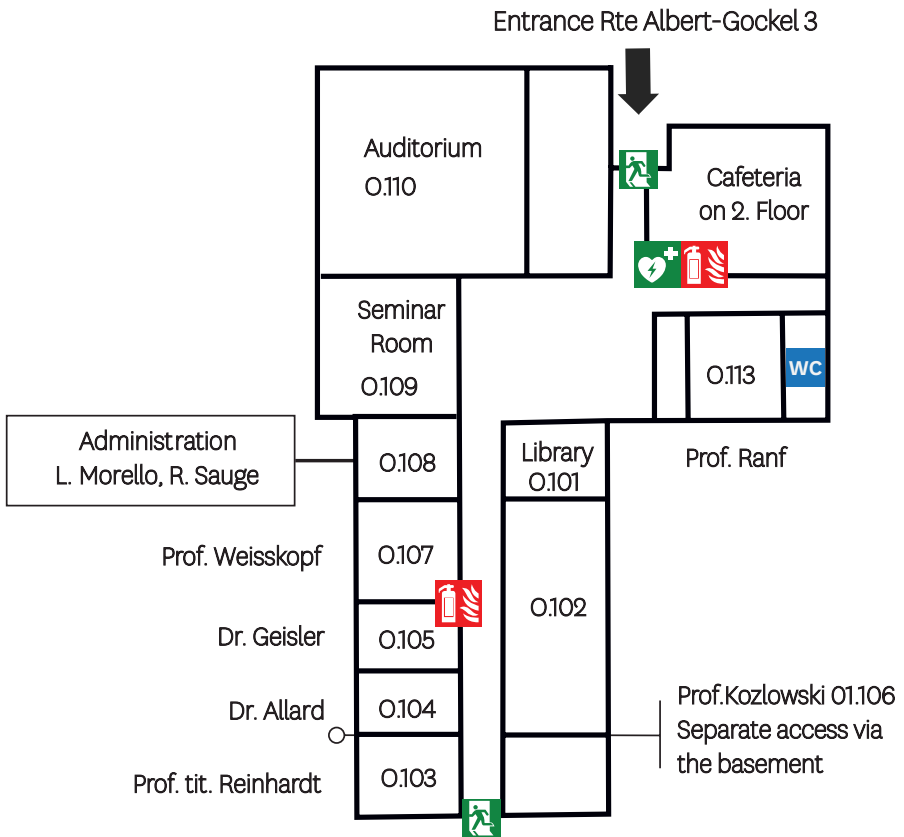 Entrance Rte Albert-Gockel 3
Auditorium
O.110
Cafeteria
on 2. Floor
Seminar
Room
O.109
O.113
WC
Administration
L. Morello, R. Sauge
O.108
Library
O.101
Prof. Ranf
Prof. Weisskopf
O.107
O.102
Dr. Geisler
O.105
Dr. Allard
O.104
Prof.Kozlowski 01.106
Separate access via
the basement
Prof. tit. Reinhardt
O.103